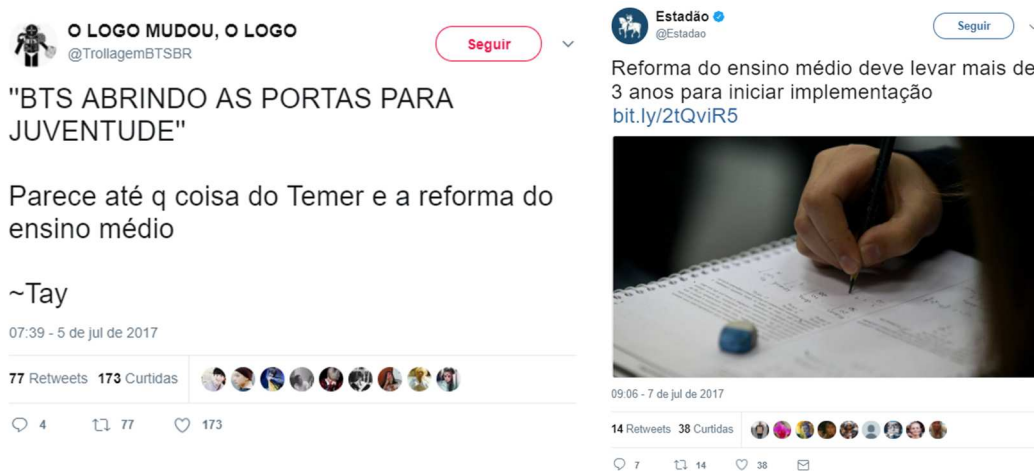 O LOGO MUDOU, O LOGO
@TrollagemBTSBR
Seguir
"BTS ABRINDO AS PORTAS PARA
JUVENTUDE"
Parece até q coisa do Temer e a reforma do
ensino médio
~Tay
07:39 - 5 de jul de 2017
77 Retweets 173 Curtidas
4 77 173
Estadão
@Estadao
Seguir
Reforma do ensino médio deve levar mais de
3 anos para iniciar implementação
bit.ly/2tQviR5
09:06 - 7 de jul de 2017
14 Retweets 38 Curtidas
7 14 38